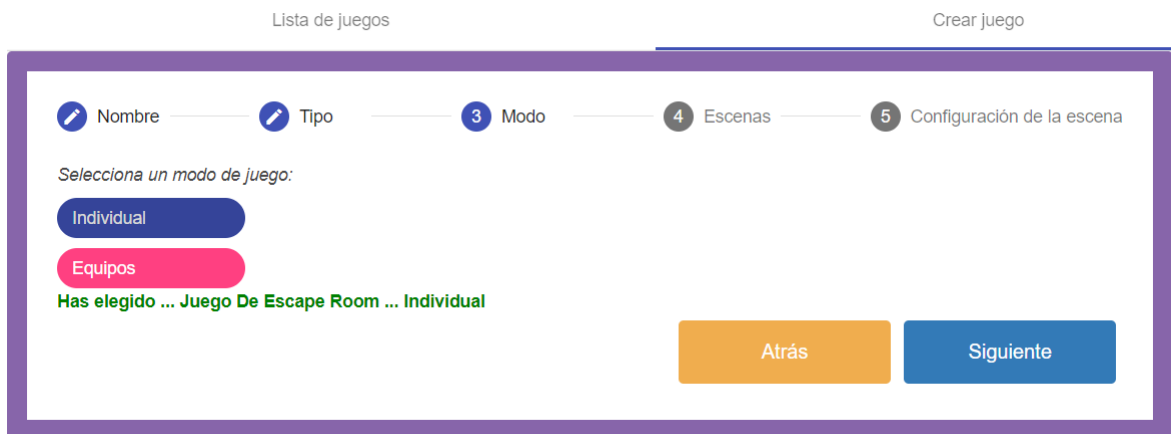 Lista de juegos Crear juego
Nombre Tipo 3 Modo 4 Escenas 5 Configuración de la escena
Selecciona un modo de juego:
Individual
Equipos
Has elegido ... Juego De Escape Room ... Individual
Atrás Siguiente